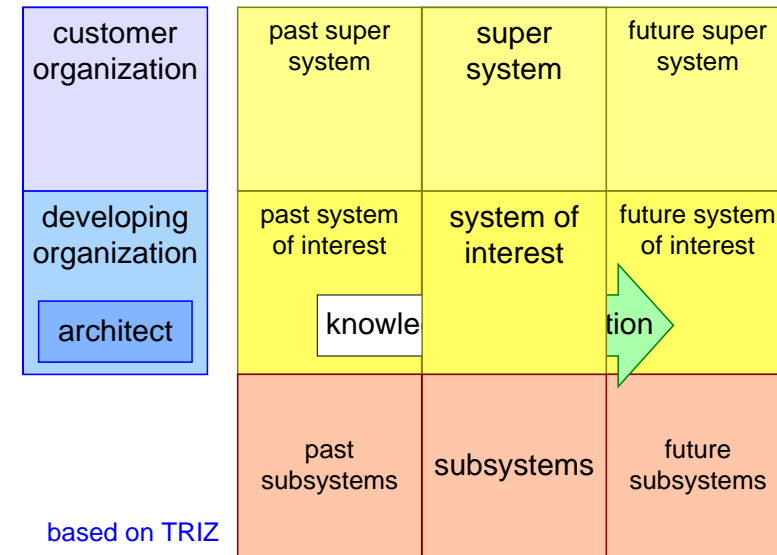 customer
organization
past super
system
super
system
future super
system
developing
organization
past system
of interest
system of
interest
future system
of interest
architect
knowle
tion
past
subsystems
subsystems
future
subsystems
based on TRIZ